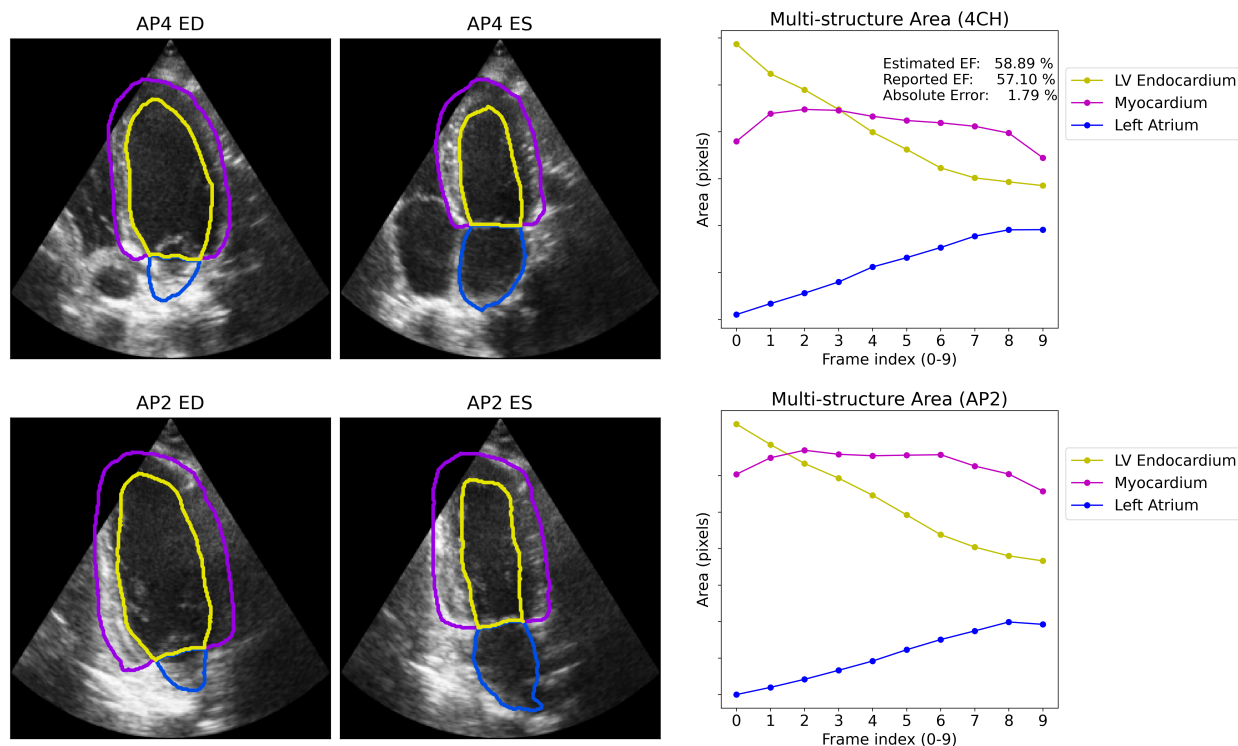 AP4 ED
AP4 ES
Multi-structure Area (4CH)
Estimated EF: 58.89 %
Reported EF: 57.10 %
Absolute Error: 1.79 %
LV Endocardium
Myocardium
Left Atrium
Area (pixels)
0 1 2 3 4 5 6 7 8 9
Frame index (0-9)
AP2 ED
AP2 ES
Multi-structure Area (AP2)
LV Endocardium
Myocardium
Left Atrium
Area (pixels)
0 1 2 3 4 5 6 7 8 9
Frame index (0-9)